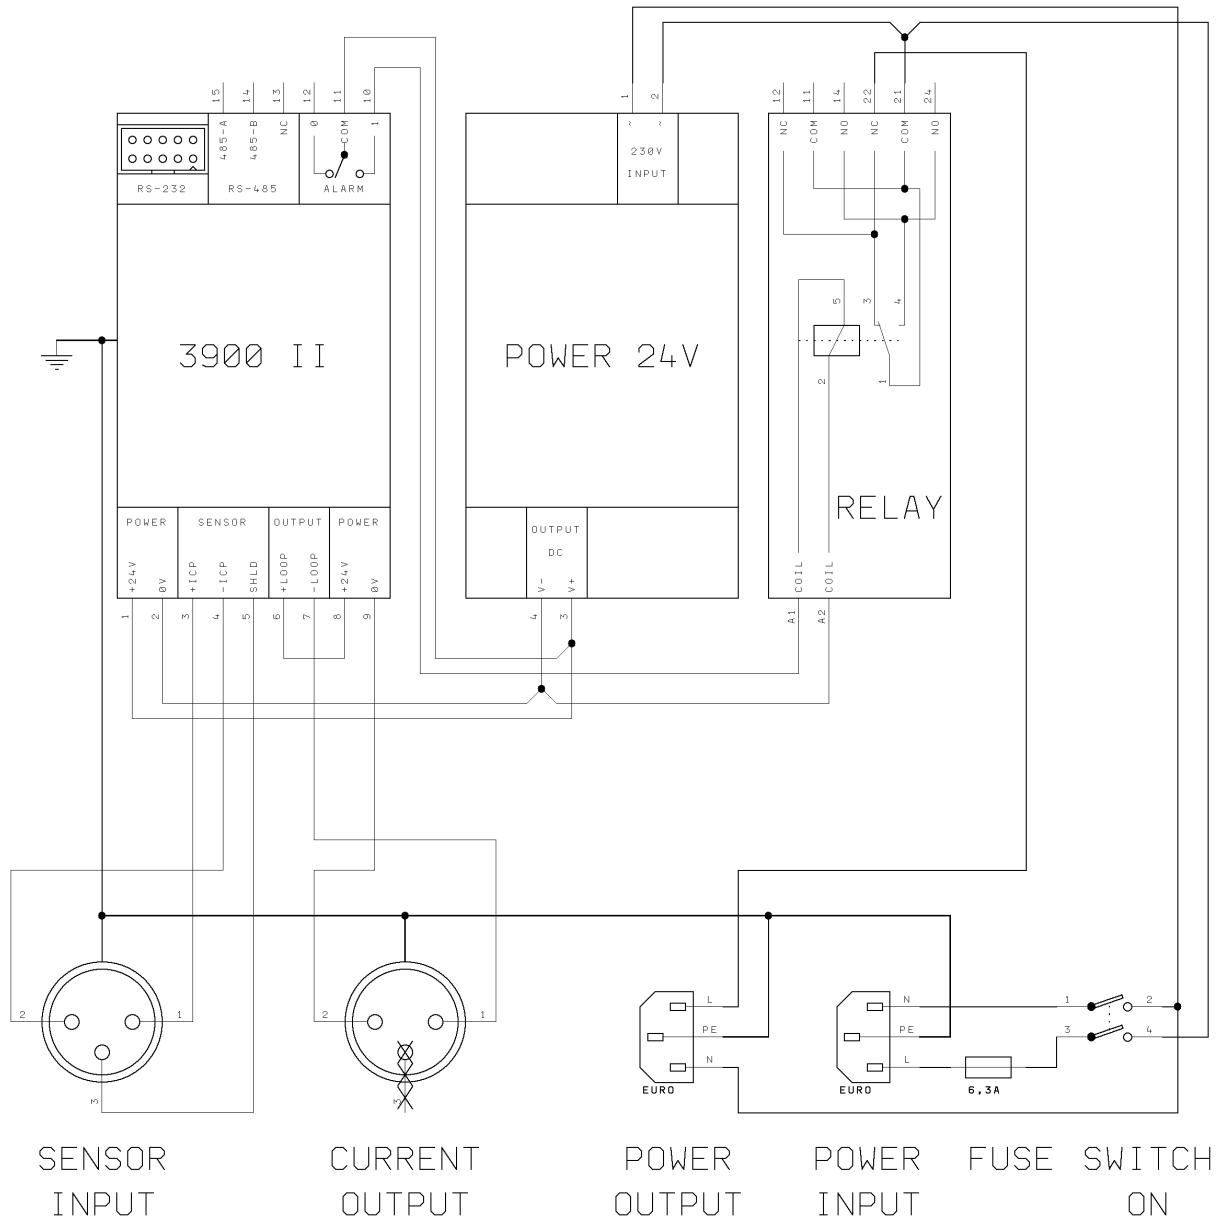 15
14
13
12
11
10
485-A
485-B
NC
0
COM
1
RS-232
RS-485
ALARM
3900 II
POWER
SENSOR
OUTPUT
POWER
+24V
0V
+ICP
-ICP
SHLD
+LOOP
-LOOP
+24V
0V
1
2
3
4
5
6
7
8
9
1
2
~
~
230V
INPUT
POWER 24V
OUTPUT
DC
V-
V+
4
3
12
11
14
22
21
24
NC
COM
NO
NC
COM
NO
5
3
4
2
1
RELAY
COIL
COIL
A1
A2
2
1
3
2
1
3
L
PE
N
EURO
N
PE
L
EURO
6,3A
1
2
3
4
SENSOR
INPUT
CURRENT
OUTPUT
POWER
OUTPUT
POWER
INPUT
FUSE
SWITCH
ON